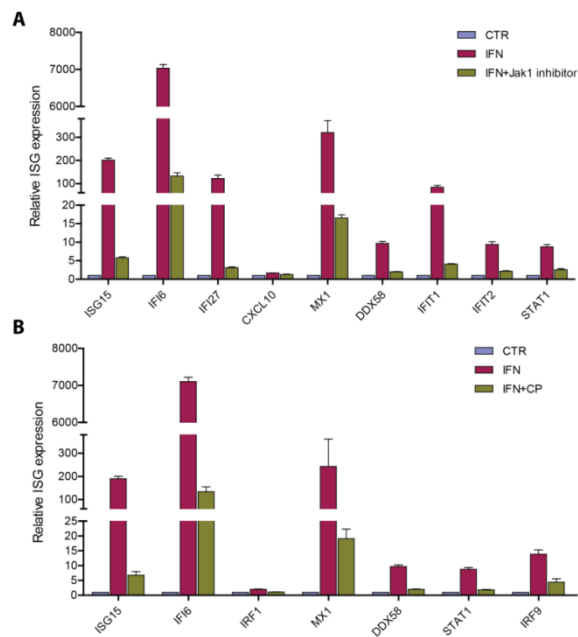 A
CTR
IFN
IFN+Jak1 inhibitor
Relative ISG expression
8000
7000
6000
300
200
100
20
15
10
5
0
ISG15 IFI6 IFI27 CXCL10 MX1 DDX58 IFIT1 IFIT2 STAT1
B
CTR
IFN
IFN+CP
Relative ISG expression
8000
7000
6000
400
300
200
100
25
20
15
10
5
0
ISG15 IFI6 IRF1 MX1 DDX58 STAT1 IRF9